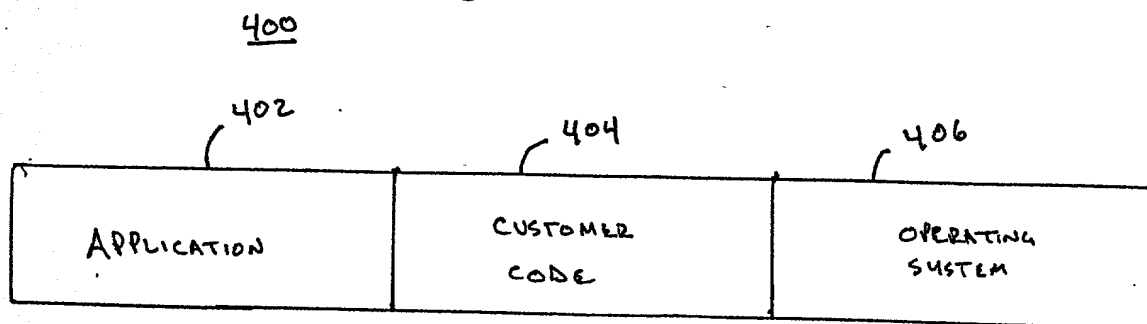 400
402
404
406
APPLICATION
CUSTOMER
CODE
OPERATING
SYSTEM